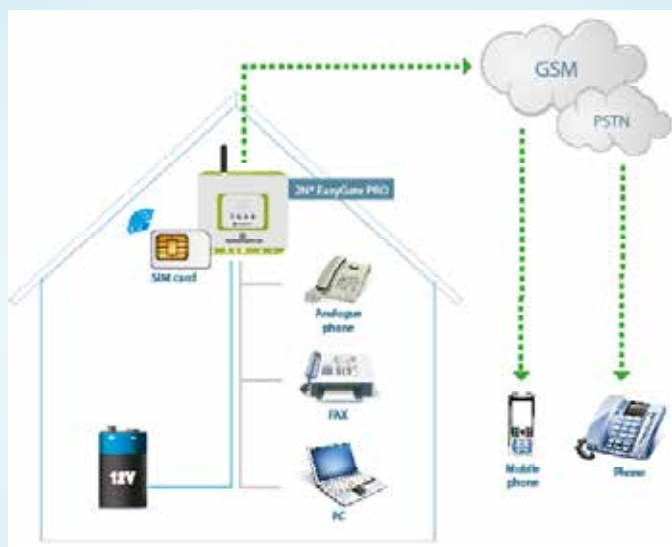 GSM
PSTN
2N® EasyGate PRO
SIM card
Analogue
phone
FAX
12V
PC
Mobile
phone
Phone